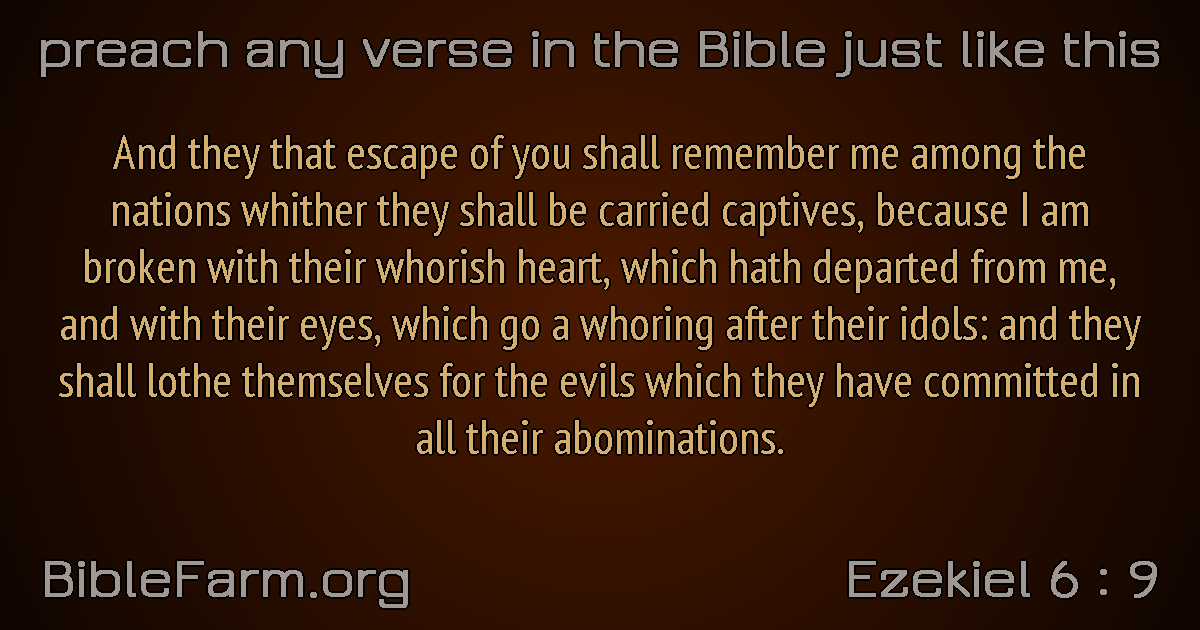 preach any verse in the Bible just like this
And they that escape of you shall remember me among the
nations whither they shall be carried captives, because I am
broken with their whorish heart, which hath departed from me,
and with their eyes, which go a whoring after their idols: and they
shall lothe themselves for the evils which they have committed in
all their abominations.
BibleFarm.org
Ezekiel 6 : 9